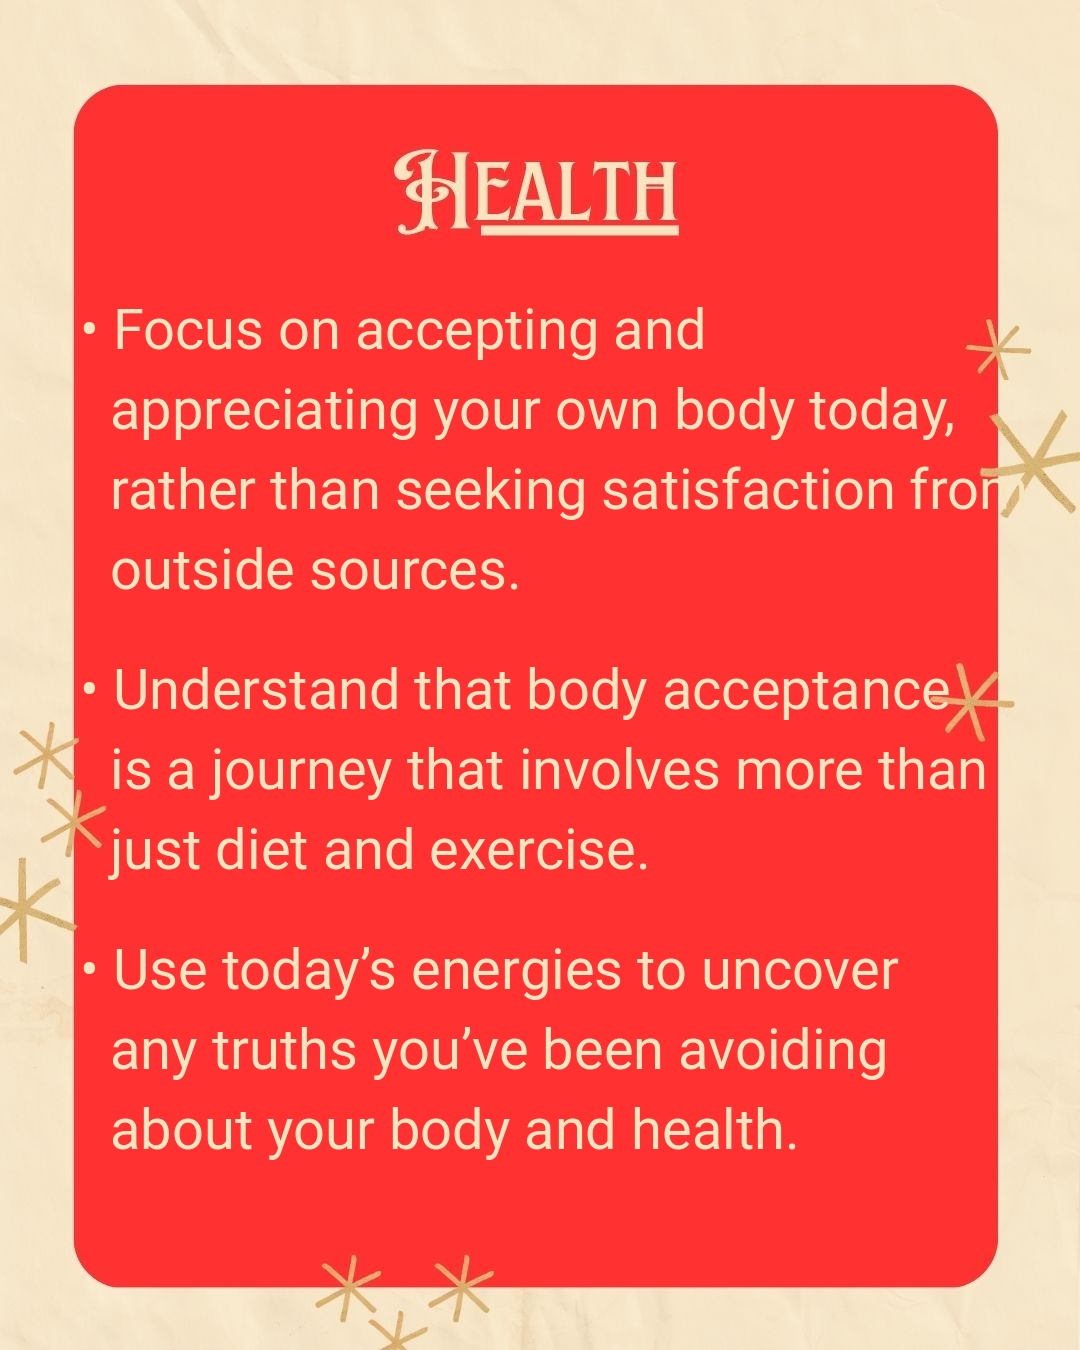 Health
• Focus on accepting and
appreciating your own body today,
rather than seeking satisfaction from
outside sources.
• Understand that body acceptance
is a journey that involves more than
just diet and exercise.
• Use today’s energies to uncover
any truths you’ve been avoiding
about your body and health.